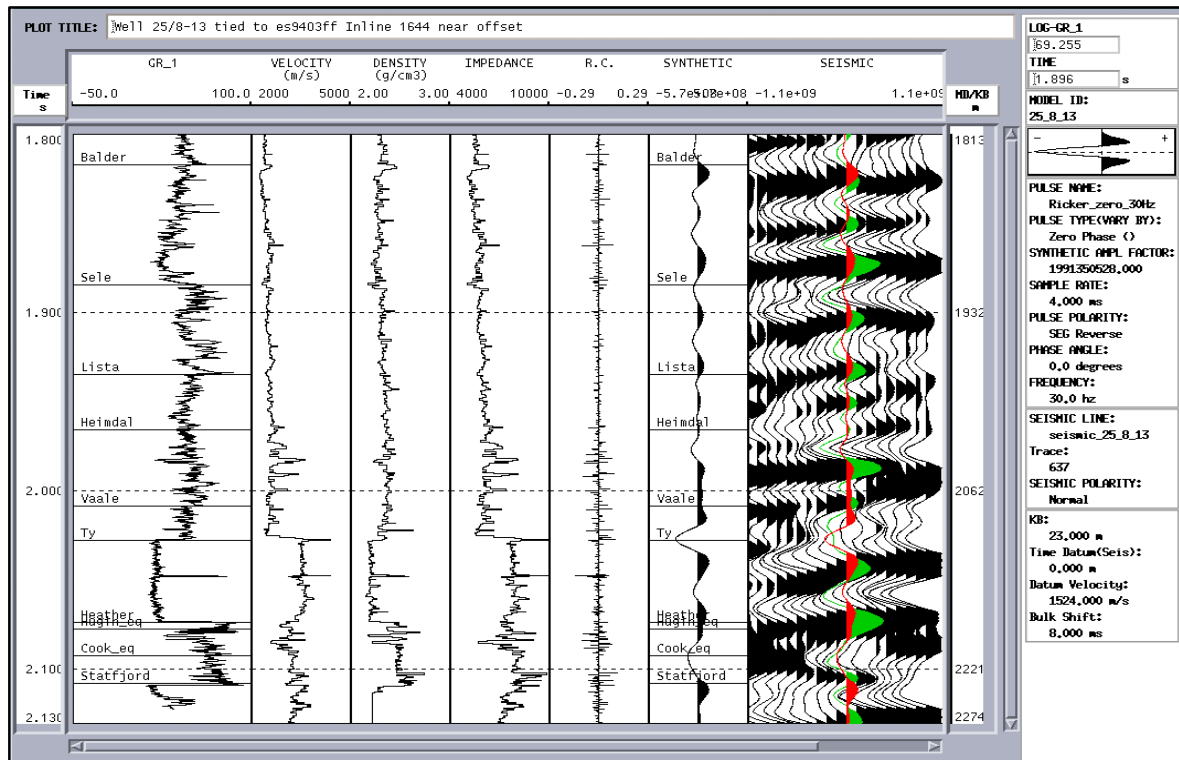 PLOT TITLE: Well 25/8-13 tied to es9403ff Inline 1644 near offset
GR_1 VELOCITY DENSITY IMPEDANCE R.C. SYNTHETIC SEISMIC
(m/s) (g/cm3)
Time -50.0 100.0 2000 2.00 3.00 4000 10000 -0.29 0.29 -1.1e+09 1.1e+09 MD/KB
s m
1.800 1813
Balder Balder
Sele Sele
1.900 1932
Lista Lista
Heimdal Heimdal
2.000 2062
Vaale Vaale
Ty Ty
Heather Heather
Hugin_eq Hugin_eq
Cook_eq Cook_eq
2.100 2221
Statfjord Statfjord
2.130 2274
LOG-GR_1
69.255
TIME
1.896 s
MODEL ID:
25_8_13
- +
PULSE NAME:
Ricker_zero_30Hz
PULSE TYPE(VARY BY):
Zero Phase ()
SYNTHETIC AMPL FACTOR:
1991350528.000
SAMPLE RATE:
4.000 ms
PULSE POLARITY:
SEG Reverse
PHASE ANGLE:
0.0 degrees
FREQUENCY:
30.0 hz
SEISMIC LINE:
seismic_25_8_13
Trace:
637
SEISMIC POLARITY:
Normal
KB:
23.000 m
Time Datum(Seis):
0.000 m
Datum Velocity:
1524.000 m/s
Bulk Shift:
8.000 ms